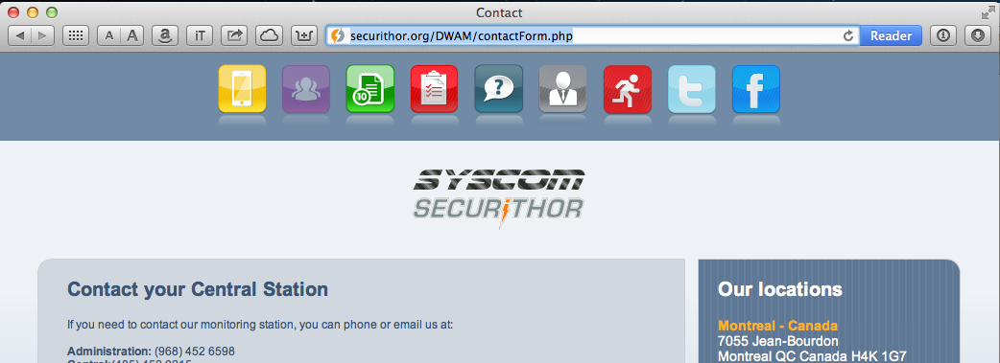 Contact
A A a iT
securithor.org/DWAM/contactForm.php
Reader
10
?
t
f
SYSCOM
SECURiTHOR
Contact your Central Station
If you need to contact our monitoring station, you can phone or email us at:
Administration: (968) 452 6598
Our locations
Montreal - Canada
7055 Jean-Bourdon
Montreal QC Canada H4K 1G7